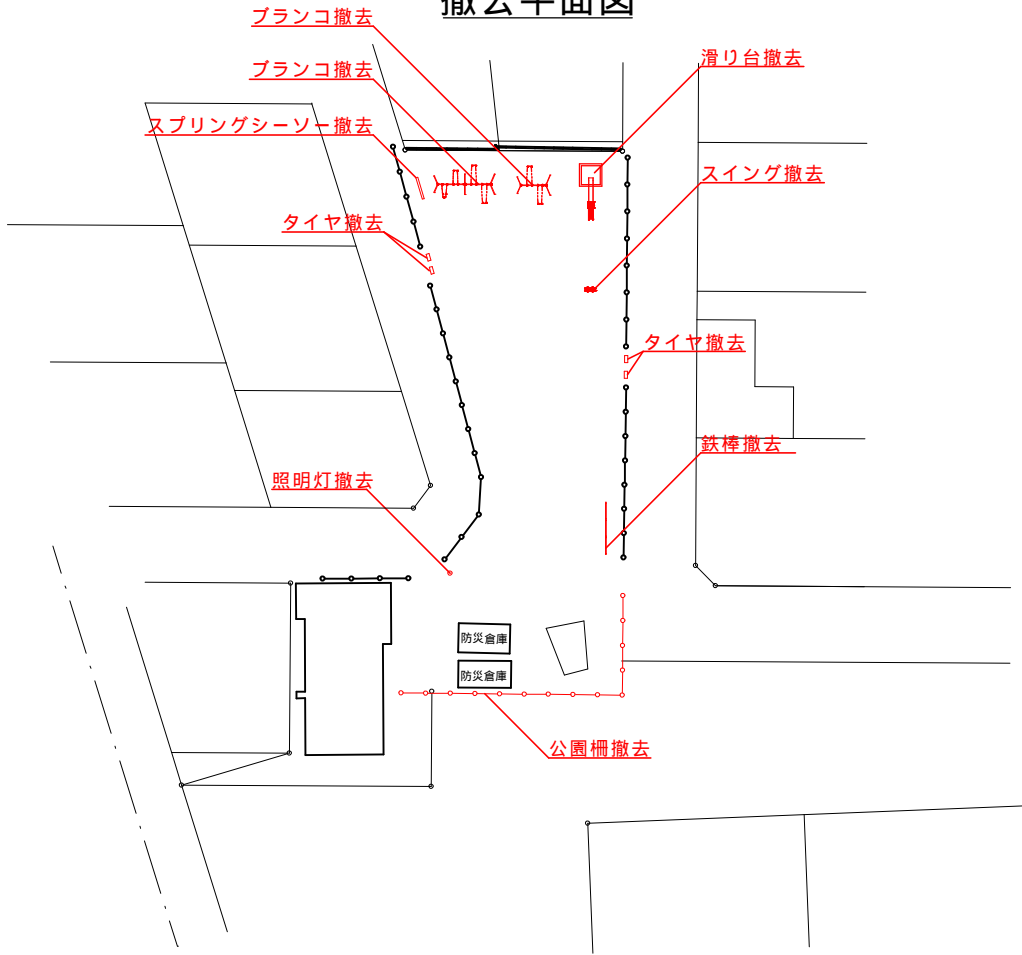 撤去平面図
ブランコ撤去
ブランコ撤去
滑り台撤去
スプリングシーソー撤去
スイング撤去
タイヤ撤去
タイヤ撤去
鉄棒撤去
照明灯撤去
防災倉庫
防災倉庫
公園柵撤去